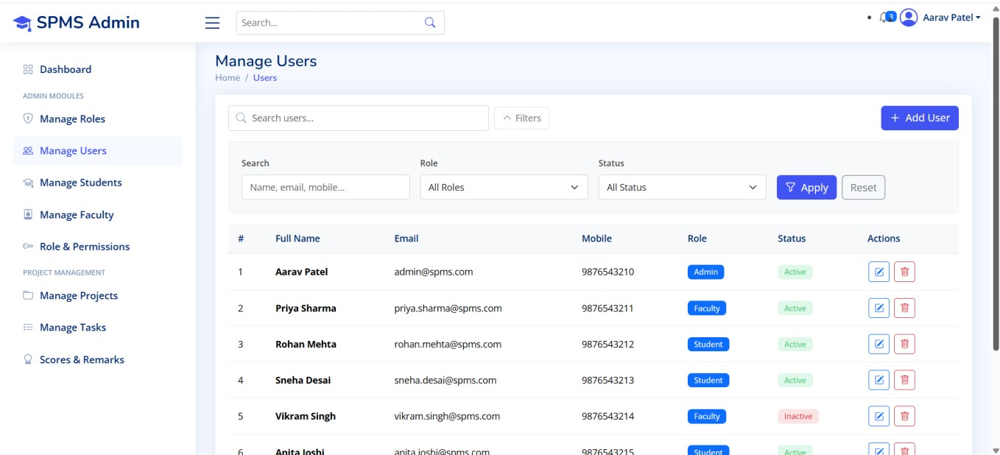 SPMS Admin
Search...
3
Aarav Patel
Dashboard
ADMIN MODULES
Manage Roles
Manage Users
Manage Students
Manage Faculty
Role & Permissions
PROJECT MANAGEMENT
Manage Projects
Manage Tasks
Scores & Remarks
Manage Users
Home / Users
Search users...
Filters
+ Add User
Search Role Status
Name, email, mobile... All Roles All Status Apply Reset
# Full Name Email Mobile Role Status Actions
1 Aarav Patel admin@spms.com 9876543210 Admin Active
2 Priya Sharma priya.sharma@spms.com 9876543211 Faculty Active
3 Rohan Mehta rohan.mehta@spms.com 9876543212 Student Active
4 Sneha Desai sneha.desai@spms.com 9876543213 Student Active
5 Vikram Singh vikram.singh@spms.com 9876543214 Faculty Inactive
6 Anita Joshi anita.joshi@spms.com 9876543215 Student Active